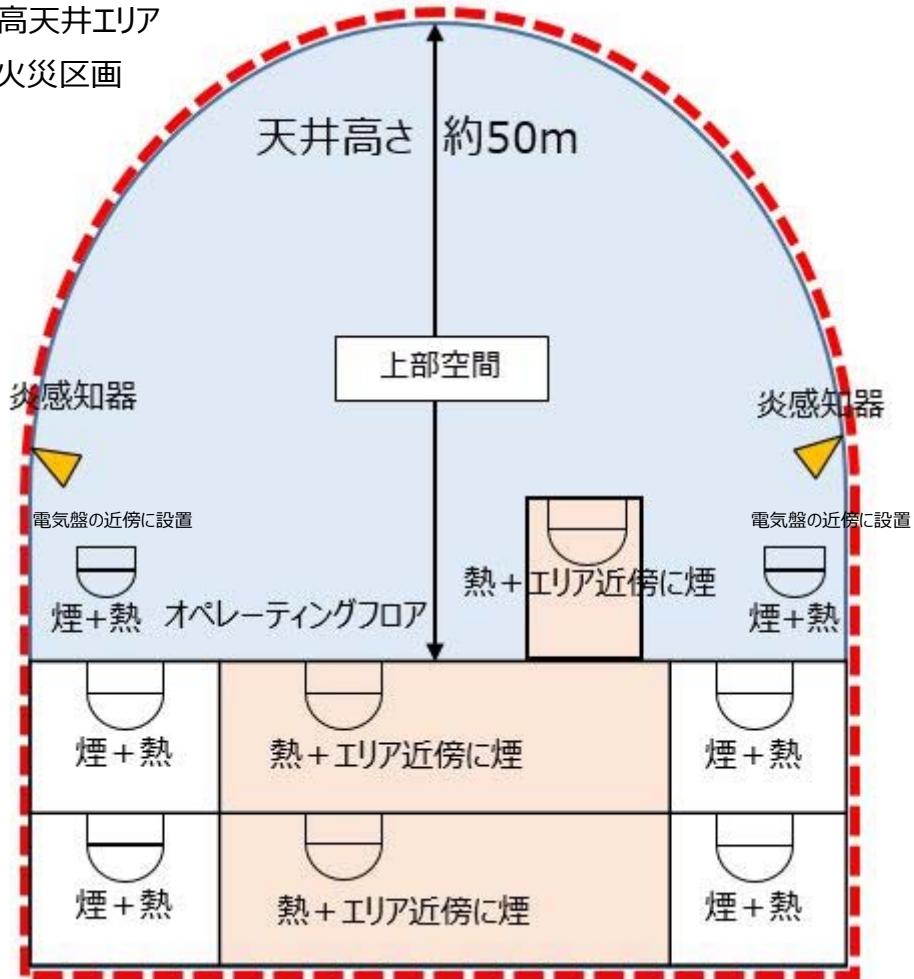 高天井エリア
火災区画
天井高さ 約50m
上部空間
炎感知器
炎感知器
電気盤の近傍に設置
電気盤の近傍に設置
熱+エリア近傍に煙
煙+熱
オペレーティングフロア
煙+熱
煙+熱
熱+エリア近傍に煙
煙+熱
煙+熱
熱+エリア近傍に煙
煙+熱